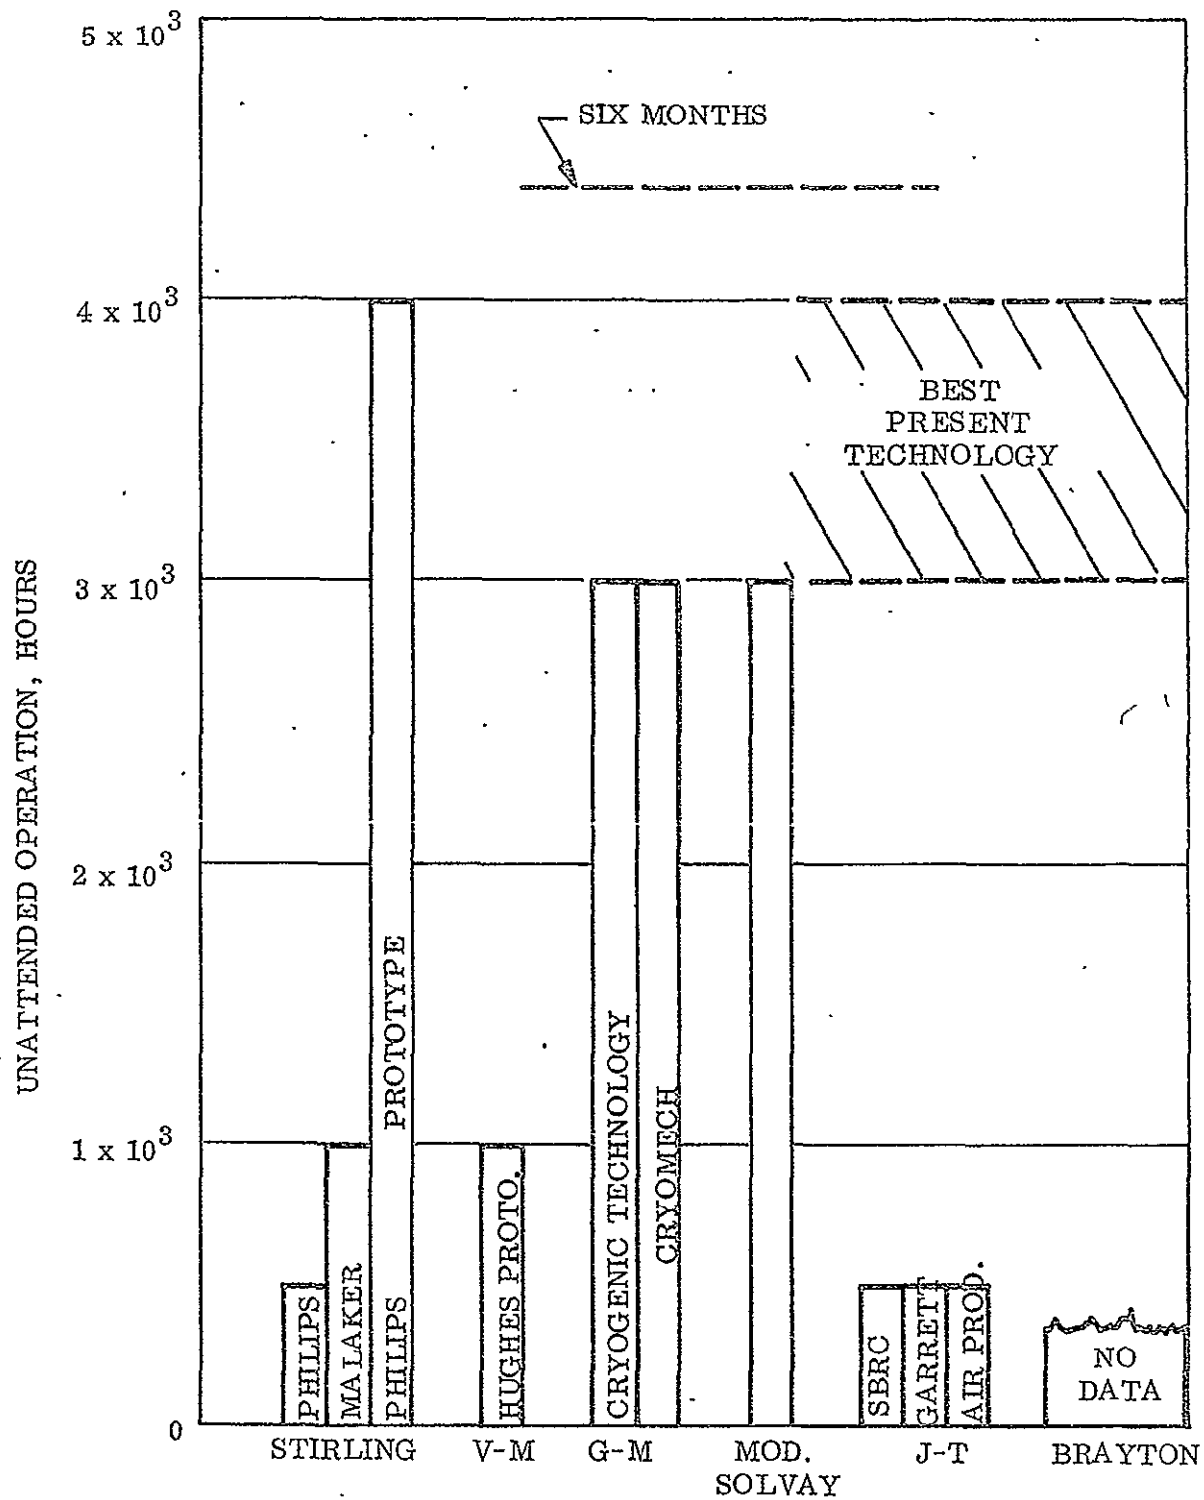 5 x 10³
SIX MONTHS
4 x 10³
BEST
PRESENT
TECHNOLOGY
3 x 10³
UNATTENDED OPERATION, HOURS
2 x 10³
1 x 10³
0
PHILIPS
MALAKER
PHILIPS PROTOTYPE
HUGHES PROTO.
CRYOGENIC TECHNOLOGY
CRYOMECH
SBRC
GARRETT
AIR PROD.
NO
DATA
STIRLING
V-M
G-M
MOD.
SOLVAY
J-T
BRAYTON